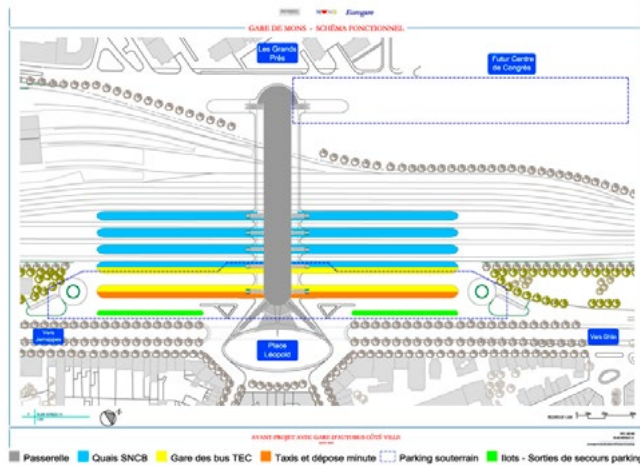 MONS Eurogare
GARE DE MONS - SCHÉMA FONCTIONNEL
Les Grands
Prés
Futur Centre
de Congrès
Vers
Jemappes
Place
Léopold
Vers Ghlin
AVANT-PROJET AVEC GARE D'AUTOBUS CÔTÉ VILLE
Passerelle Quais SNCB Gare des bus TEC Taxis et dépose minute Parking souterrain Ilots - Sorties de secours parking